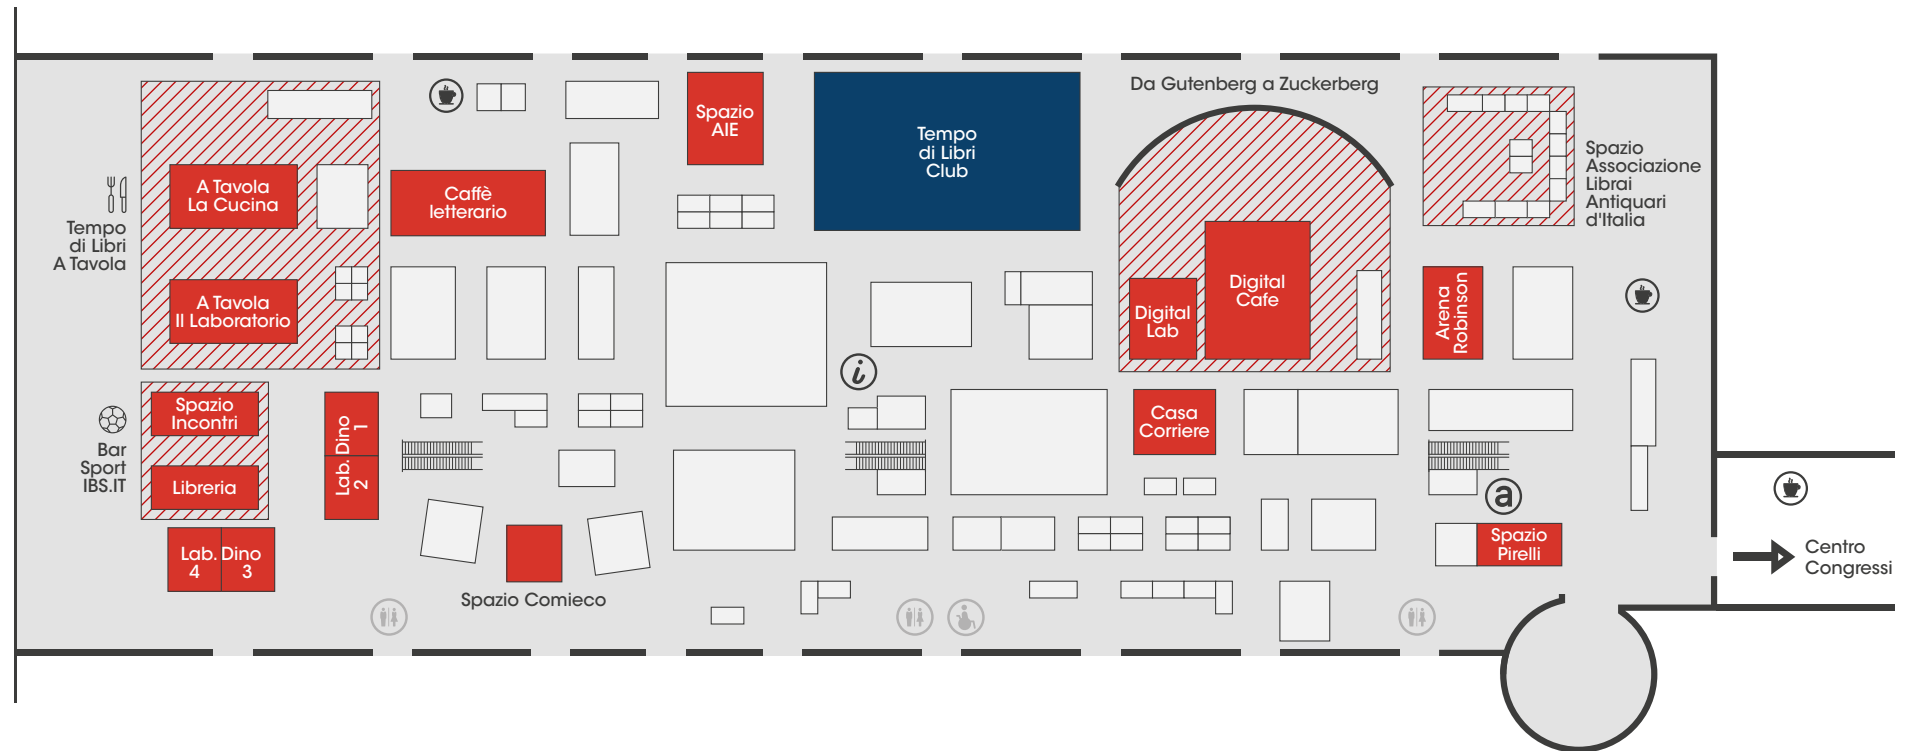 Da Gutenberg a Zuckerberg
Spazio
AIE
Tempo
di Libri
Club
Spazio
Associazione
Librai
Antiquari
d'Italia
A Tavola
La Cucina
Caffè
letterario
Tempo
di Libri
A Tavola
A Tavola
Il Laboratorio
Digital
Lab
Digital
Cafe
Arena
Robinson
i
Spazio
Incontri
Bar
Sport
IBS.IT
Libreria
Lab. Dino
1
2
Casa
Corriere
a
Lab. Dino
4 3
Spazio Comieco
Spazio
Pirelli
Centro
Congressi